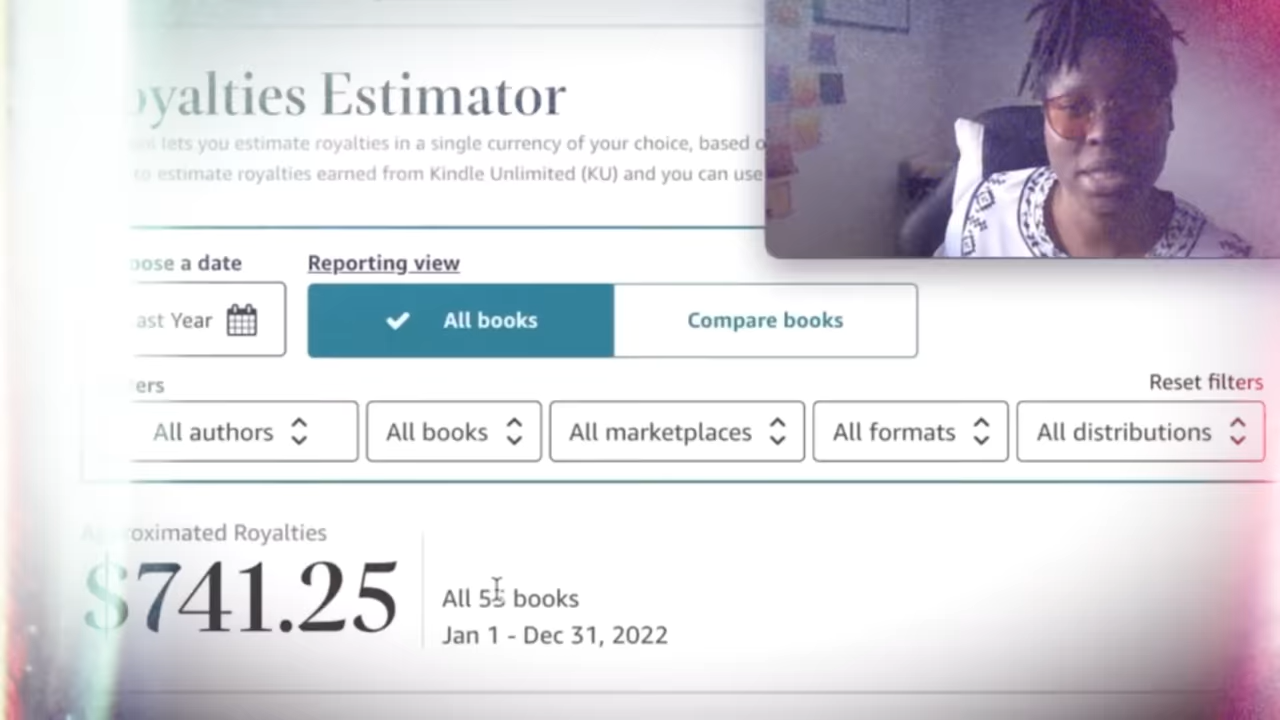 oyalties Estimator
lets you estimate royalties in a single currency of your choice, based o
to estimate royalties earned from Kindle Unlimited (KU) and you can use
oose a date
Reporting view
ast Year
All books
Compare books
ers
Reset filters
All authors
All books
All marketplaces
All formats
All distributions
Approximated Royalties
$741.25
All 55 books
Jan 1 - Dec 31, 2022